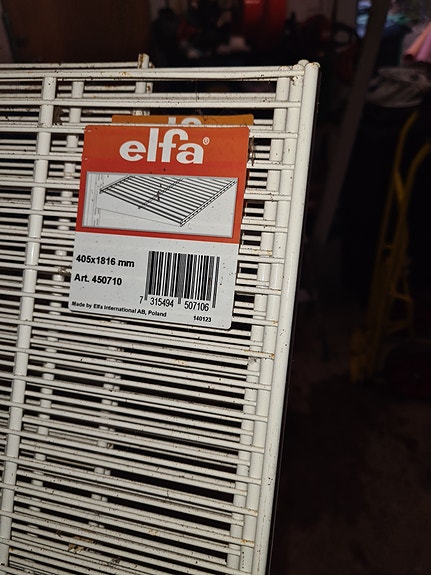 elfa®
405x1816 mm
Art. 450710
7 315494 507106
Made by Elfa International AB, Poland
140123